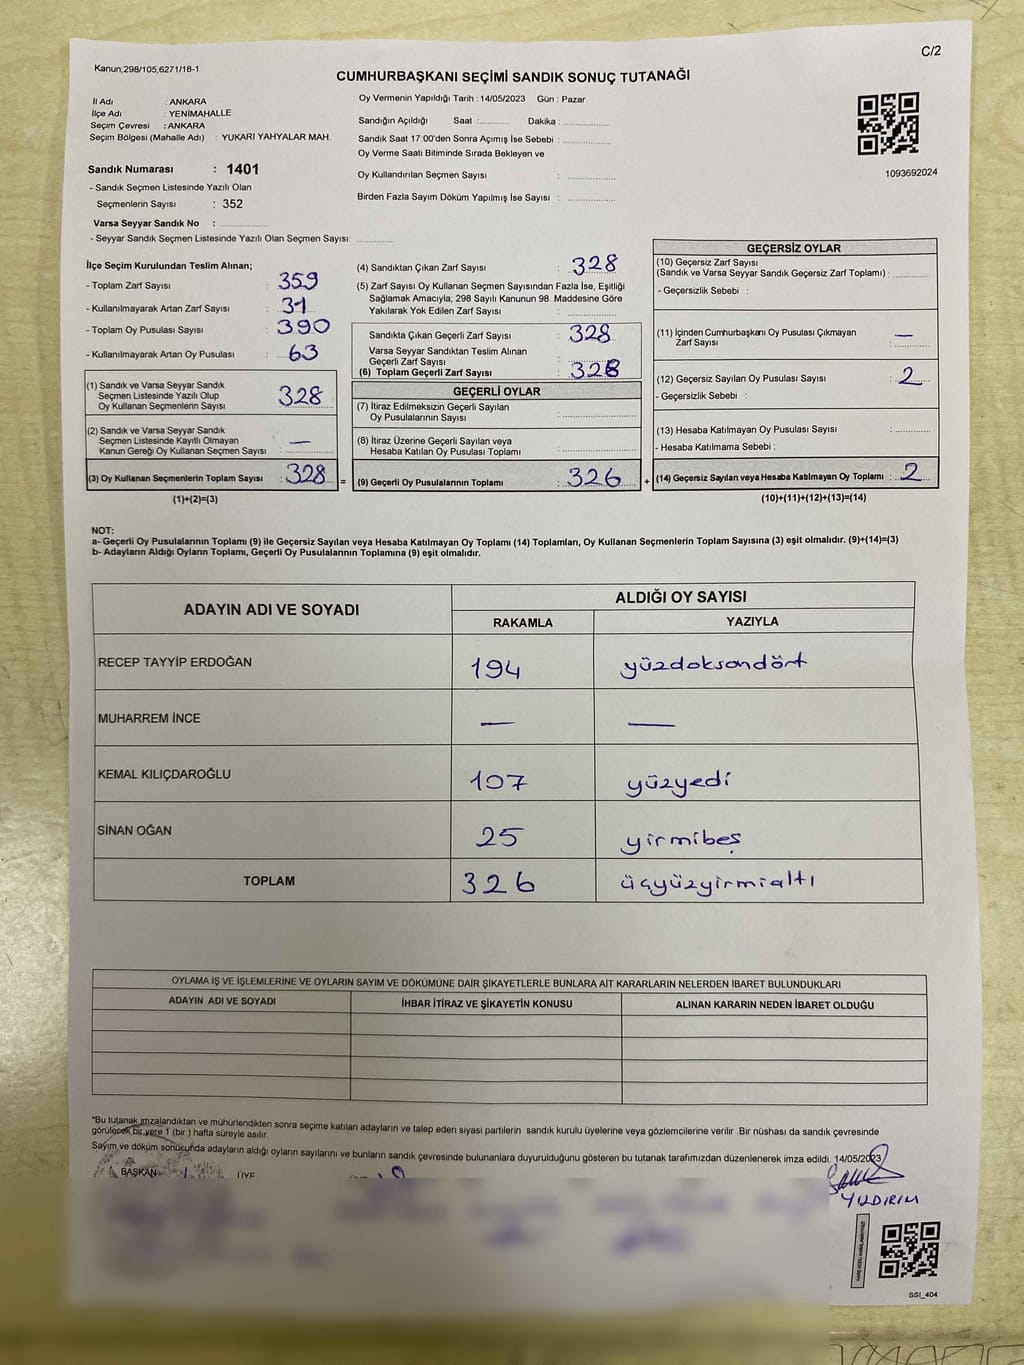 C/2
Kanun;298/105,6271/18-1
CUMHURBAŞKANI SEÇİMİ SANDIK SONUÇ TUTANAĞI
İl Adı : ANKARA
İlçe Adı : YENİMAHALLE
Seçim Çevresi : ANKARA
Seçim Bölgesi (Mahalle Adı) : YUKARI YAHYALAR MAH.
Sandık Numarası : 1401
- Sandık Seçmen Listesinde Yazılı Olan
Seçmenlerin Sayısı : 352
Varsa Seyyar Sandık No : ..............
- Seyyar Sandık Seçmen Listesinde Yazılı Olan Seçmen Sayısı: ..............
Oy Vermenin Yapıldığı Tarih : 14/05/2023 Gün : Pazar
Sandığın Açıldığı Saat :.......... Dakika : ..............
Sandık Saat 17:00'den Sonra Açımış İse Sebebi : ..............
Oy Verme Saati Bitiminde Sırada Bekleyen ve
Oy Kullandırılan Seçmen Sayısı : ..............
Birden Fazla Sayım Döküm Yapılmış İse Sayısı : ..............
1093692024
İlçe Seçim Kurulundan Teslim Alınan;
- Toplam Zarf Sayısı : 359
- Kullanılmayarak Artan Zarf Sayısı : 31
- Toplam Oy Pusulası Sayısı : 390
- Kullanılmayarak Artan Oy Pusulası : 63
(1) Sandık ve Varsa Seyyar Sandık
Seçmen Listesinde Yazılı Olup
Oy Kullanan Seçmenlerin Sayısı : 328
(2) Sandık ve Varsa Seyyar Sandık
Seçmen Listesinde Kayıtlı Olmayan
Kanun Gereği Oy Kullanan Seçmen Sayısı : —
(3) Oy Kullanan Seçmenlerin Toplam Sayısı : 328 =
(1)+(2)=(3)
(4) Sandıktan Çıkan Zarf Sayısı : 328
(5) Zarf Sayısı Oy Kullanan Seçmen Sayısından Fazla İse, Eşitliği
Sağlamak Amacıyla, 298 Sayılı Kanunun 98. Maddesine Göre
Yakılarak Yok Edilen Zarf Sayısı : ..............
Sandıkta Çıkan Geçerli Zarf Sayısı : 328
Varsa Seyyar Sandıktan Teslim Alınan
Geçerli Zarf Sayısı : ..............
(6) Toplam Geçerli Zarf Sayısı : 328
GEÇERLİ OYLAR
(7) İtiraz Edilmeksizin Geçerli Sayılan
Oy Pusulalarının Sayısı : ..............
(8) İtiraz Üzerine Geçerli Sayılan veya
Hesaba Katılan Oy Pusulası Toplamı : ..............
(9) Geçerli Oy Pusulalarının Toplamı : 326 +
GEÇERSİZ OYLAR
(10) Geçersiz Zarf Sayısı
(Sandık ve Varsa Seyyar Sandık Geçersiz Zarf Toplamı) : ..............
- Geçersizlik Sebebi :
(11) İçinden Cumhurbaşkanı Oy Pusulası Çıkmayan
Zarf Sayısı : —
(12) Geçersiz Sayılan Oy Pusulası Sayısı : 2
- Geçersizlik Sebebi :
(13) Hesaba Katılmayan Oy Pusulası Sayısı : ..............
- Hesaba Katılmama Sebebi :
(14) Geçersiz Sayılan veya Hesaba Katılmayan Oy Toplamı : 2
(10)+(11)+(12)+(13)=(14)
NOT:
a- Geçerli Oy Pusulalarının Toplamı (9) ile Geçersiz Sayılan veya Hesaba Katılmayan Oy Toplamı (14) Toplamları, Oy Kullanan Seçmenlerin Toplam Sayısına (3) eşit olmalıdır. (9)+(14)=(3)
b- Adayların Aldığı Oyların Toplamı, Geçerli Oy Pusulalarının Toplamına (9) eşit olmalıdır.
ADAYIN ADI VE SOYADI ALDIĞI OY SAYISI
RAKAMLA YAZIYLA
RECEP TAYYİP ERDOĞAN 194 yüzdoksandört
MUHARREM İNCE — —
KEMAL KILIÇDAROĞLU 107 yüzyedi
SİNAN OĞAN 25 yirmibeş
TOPLAM 326 üçyüzyirmialtı
OYLAMA İŞ VE İŞLEMLERİNE VE OYLARIN SAYIM VE DÖKÜMÜNE DAİR ŞİKAYETLERLE BUNLARA AİT KARARLARIN NELERDEN İBARET BULUNDUKLARI
ADAYIN ADI VE SOYADI İHBAR İTİRAZ VE ŞİKAYETİN KONUSU ALINAN KARARIN NEDEN İBARET OLDUĞU
*Bu tutanak imzalandıktan ve mühürlendikten sonra seçime katılan adayların ve talep eden siyasi partilerin sandık kurulu üyelerine veya gözlemcilerine verilir .Bir nüshası da sandık çevresinde
görülecek bir yere 1 (bir ) hafta süreyle asılır.
Sayım ve döküm sonucunda adayların aldığı oyların sayılarını ve bunların sandık çevresinde bulunanlara duyurulduğunu gösteren bu tutanak tarafımızdan düzenlenerek imza edildi. 14/05/2023
BAŞKAN ÜYE
YILDIRIM
SSI_404